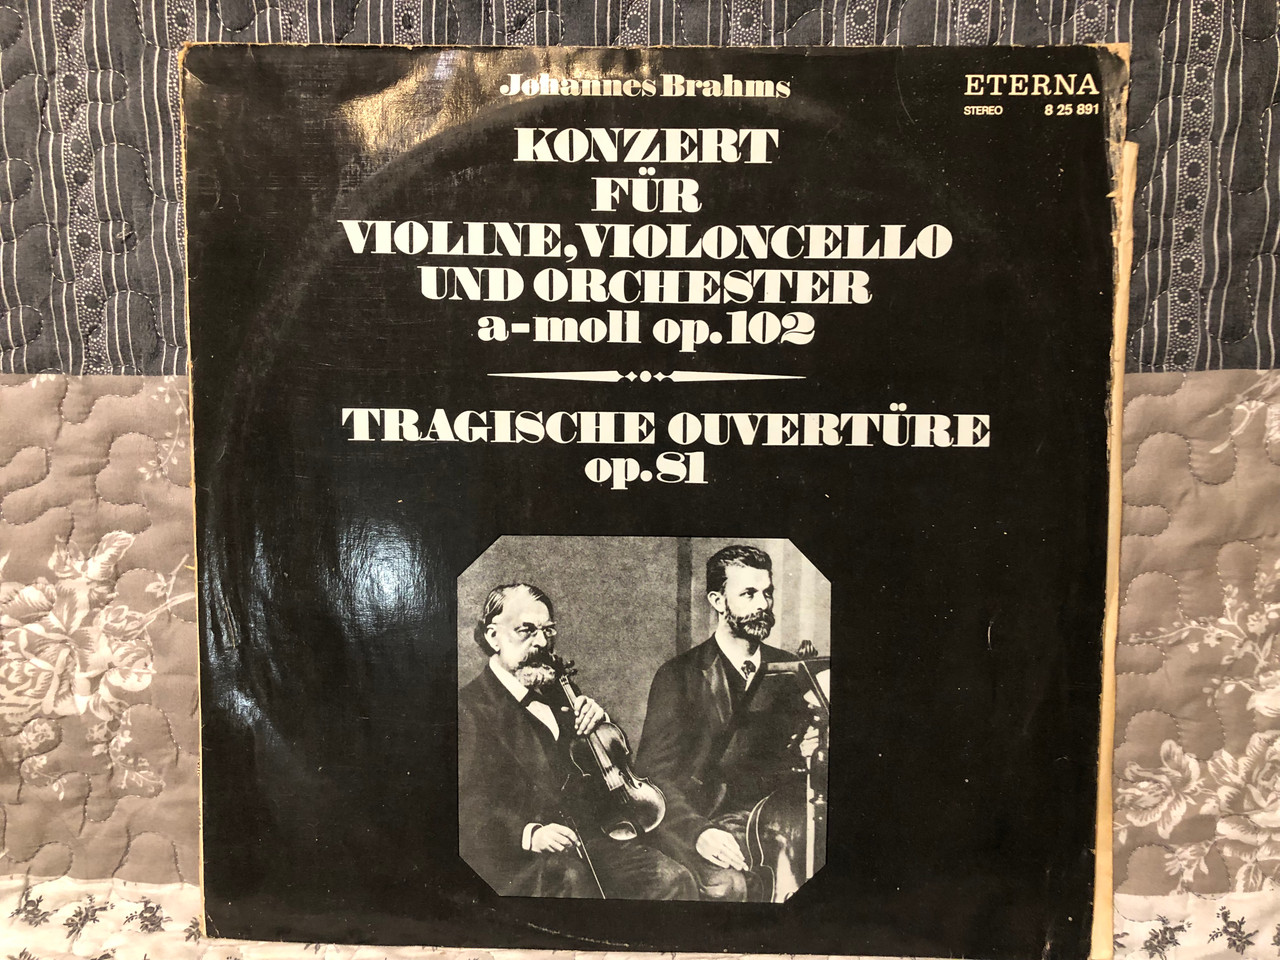 Johannes Brahms
ETERNA
STEREO 8 25 891
KONZERT
FÜR
VIOLINE, VIOLONCELLO
UND ORCHESTER
a-moll op. 102
TRAGISCHE OUVERTÜRE
op. 81